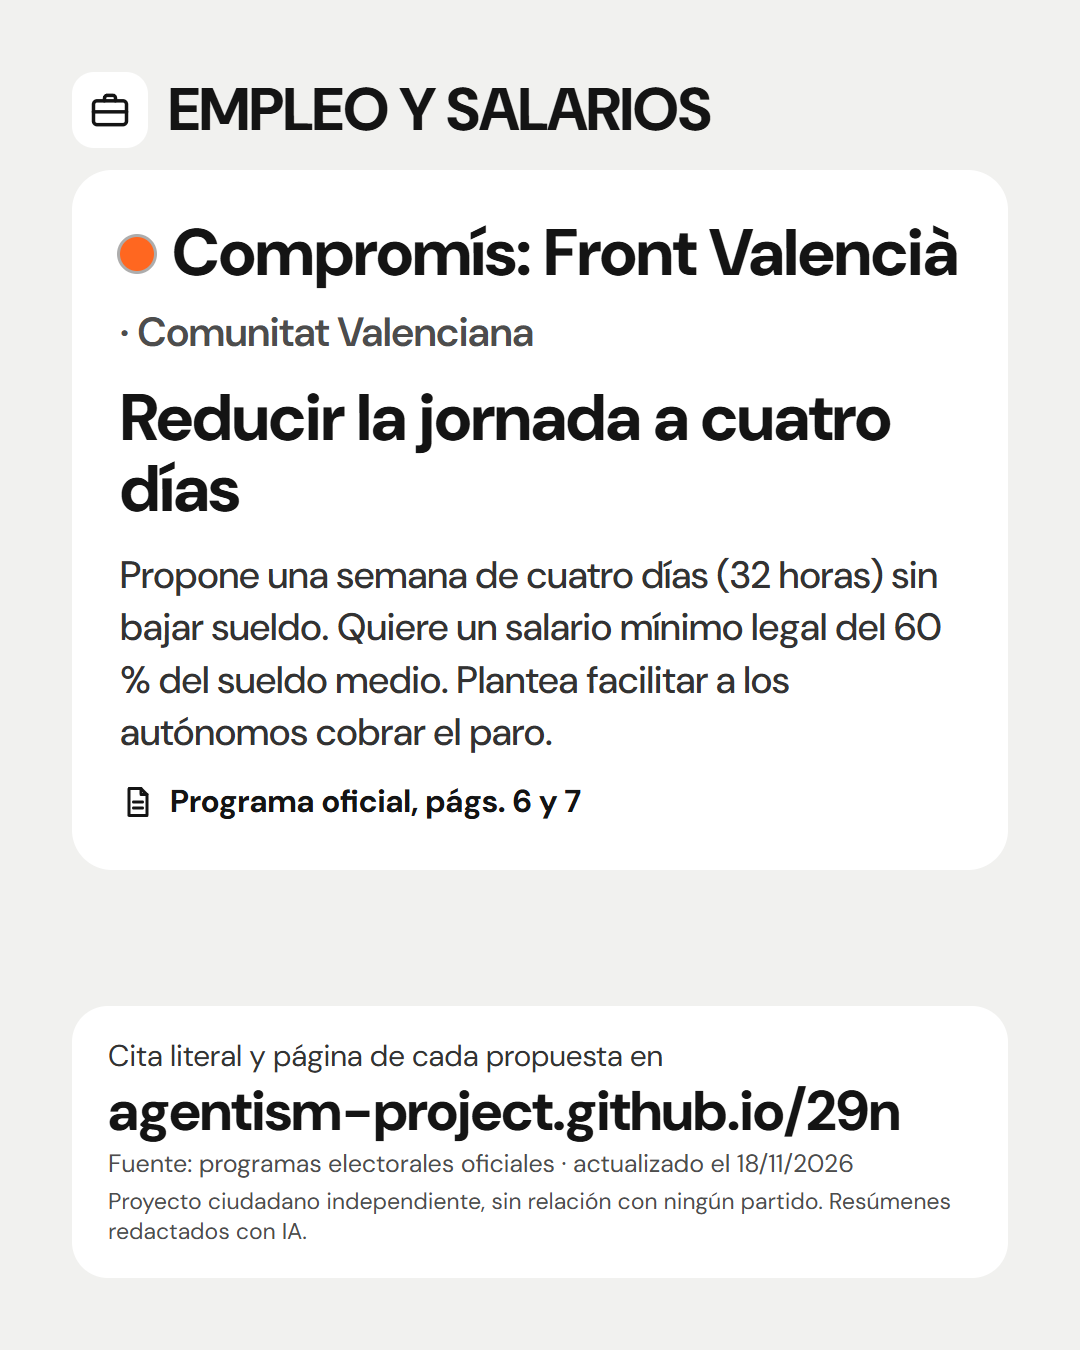 EMPLEO Y SALARIOS
Compromís: Front Valencià
· Comunitat Valenciana
Reducir la jornada a cuatro
días
Propone una semana de cuatro días (32 horas) sin
bajar sueldo. Quiere un salario mínimo legal del 60
% del sueldo medio. Plantea facilitar a los
autónomos cobrar el paro.
Programa oficial, págs. 6 y 7
Cita literal y página de cada propuesta en
agentism-project.github.io/29n
Fuente: programas electorales oficiales · actualizado el 18/11/2026
Proyecto ciudadano independiente, sin relación con ningún partido. Resúmenes
redactados con IA.